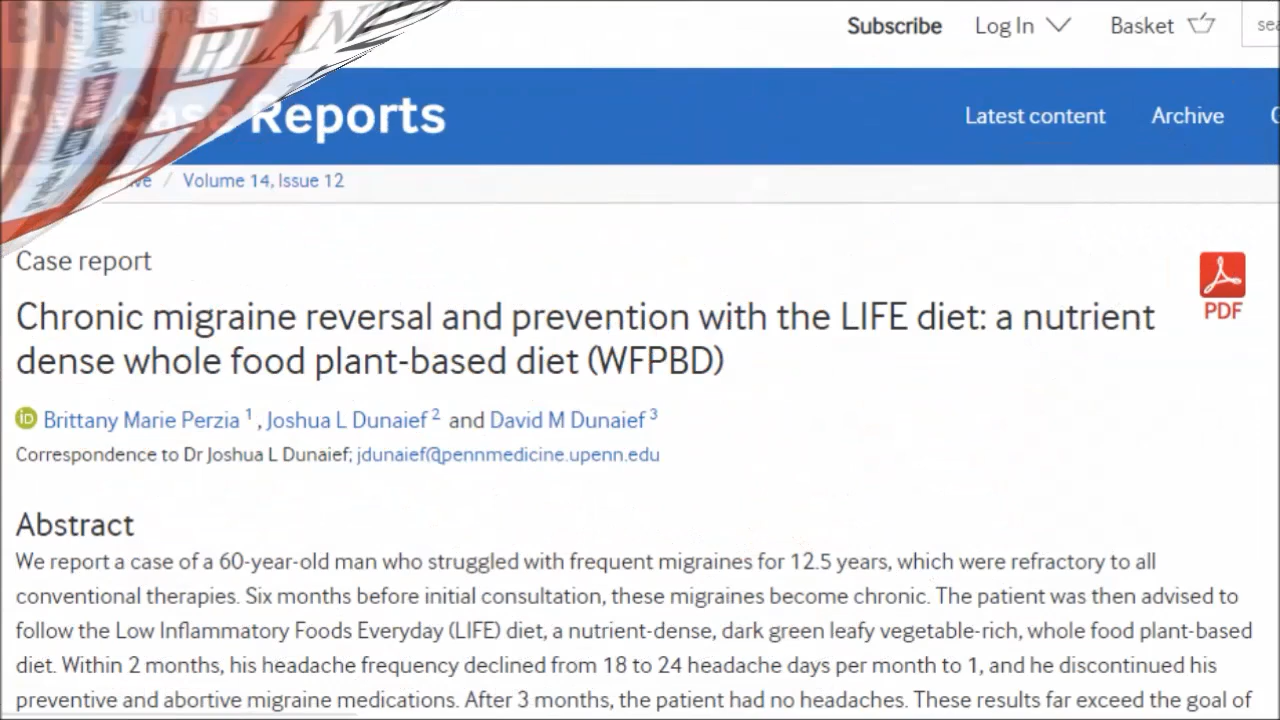 Subscribe Log In Basket
PLAN
Case Reports
Latest content Archive
Volume 14, Issue 12
Case report
Chronic migraine reversal and prevention with the LIFE diet: a nutrient
dense whole food plant-based diet (WFPBD)
PDF
iD Brittany Marie Perzia 1, Joshua L Dunaief 2 and David M Dunaief 3
Correspondence to Dr Joshua L Dunaief; jdunaief@pennmedicine.upenn.edu
Abstract
We report a case of a 60-year-old man who struggled with frequent migraines for 12.5 years, which were refractory to all
conventional therapies. Six months before initial consultation, these migraines become chronic. The patient was then advised to
follow the Low Inflammatory Foods Everyday (LIFE) diet, a nutrient-dense, dark green leafy vegetable-rich, whole food plant-based
diet. Within 2 months, his headache frequency declined from 18 to 24 headache days per month to 1, and he discontinued his
preventive and abortive migraine medications. After 3 months, the patient had no headaches. These results far exceed the goal of